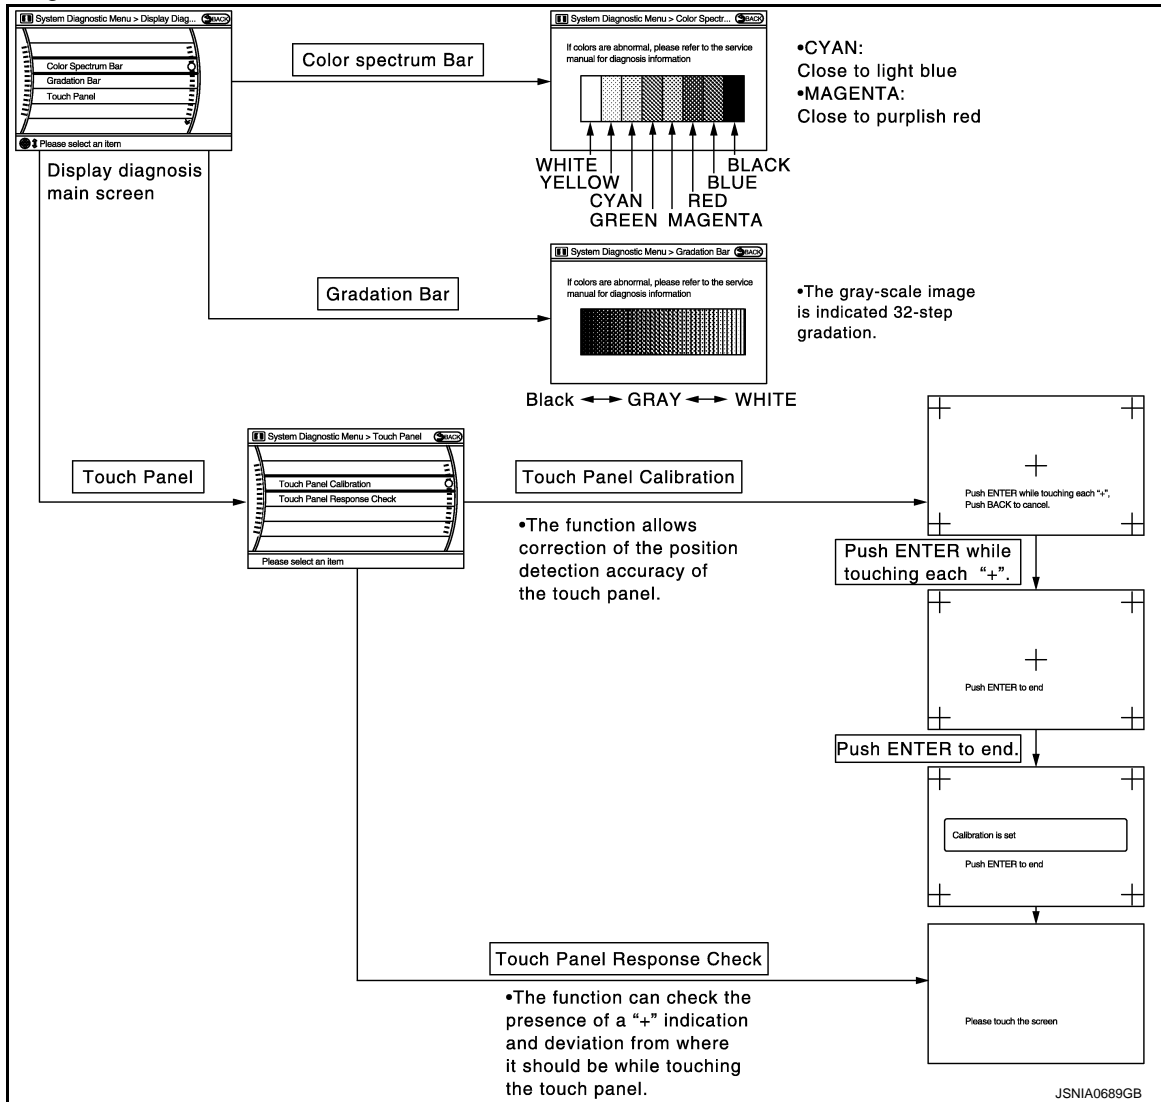 System Diagnostic Menu > Display Diag... BACK
Color Spectrum Bar
Gradation Bar
Touch Panel
Please select an item
Display diagnosis
main screen
Color spectrum Bar
System Diagnostic Menu > Color Spectr... BACK
If colors are abnormal, please refer to the service
manual for diagnosis information
WHITE
BLACK
YELLOW
BLUE
CYAN
RED
GREEN
MAGENTA
•CYAN:
Close to light blue
•MAGENTA:
Close to purplish red
Gradation Bar
System Diagnostic Menu > Gradation Bar BACK
If colors are abnormal, please refer to the service
manual for diagnosis information
Black GRAY WHITE
•The gray-scale image
is indicated 32-step
gradation.
Touch Panel
System Diagnostic Menu > Touch Panel BACK
Touch Panel Calibration
Touch Panel Response Check
Please select an item
Touch Panel Calibration
•The function allows
correction of the position
detection accuracy of
the touch panel.
Push ENTER while touching each "+",
Push BACK to cancel.
Push ENTER while
touching each "+".
Push ENTER to end
Push ENTER to end.
Calibration is set
Push ENTER to end
Touch Panel Response Check
•The function can check the
presence of a "+" indication
and deviation from where
it should be while touching
the touch panel.
Please touch the screen
JSNIA0689GB